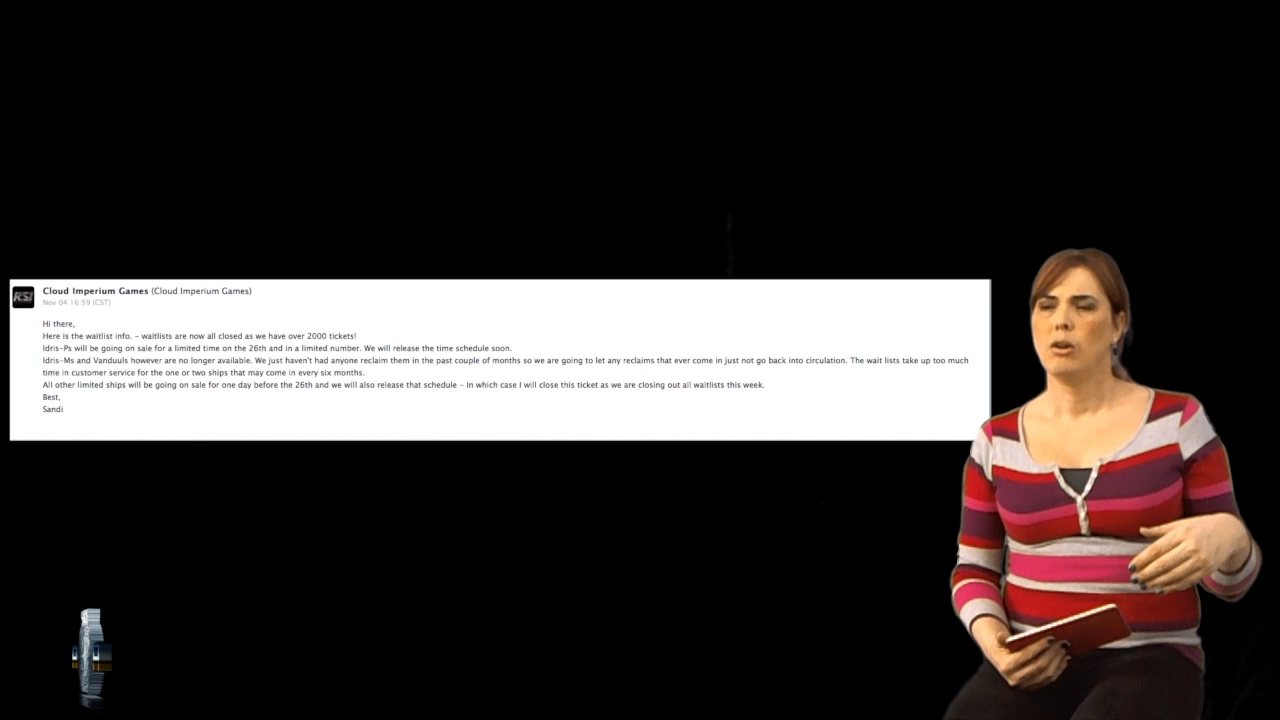 RSI
Cloud Imperium Games (Cloud Imperium Games)
Nov 04 16:59 (CST)
Hi there,
Here is the waitlist info. - waitlists are now all closed as we have over 2000 tickets!
Idris-Ps will be going on sale for a limited time on the 26th and in a limited number. We will release the time schedule soon.
Idris-Ms and Vanduuls however are no longer available. We just haven't had anyone reclaim them in the past couple of months so we are going to let any reclaims that ever come in just not go back into circulation. The wait lists take up too much
time in customer service for the one or two ships that may come in every six months.
All other limited ships will be going on sale for one day before the 26th and we will also release that schedule - In which case I will close this ticket as we are closing out all waitlists this week.
Best,
Sandi